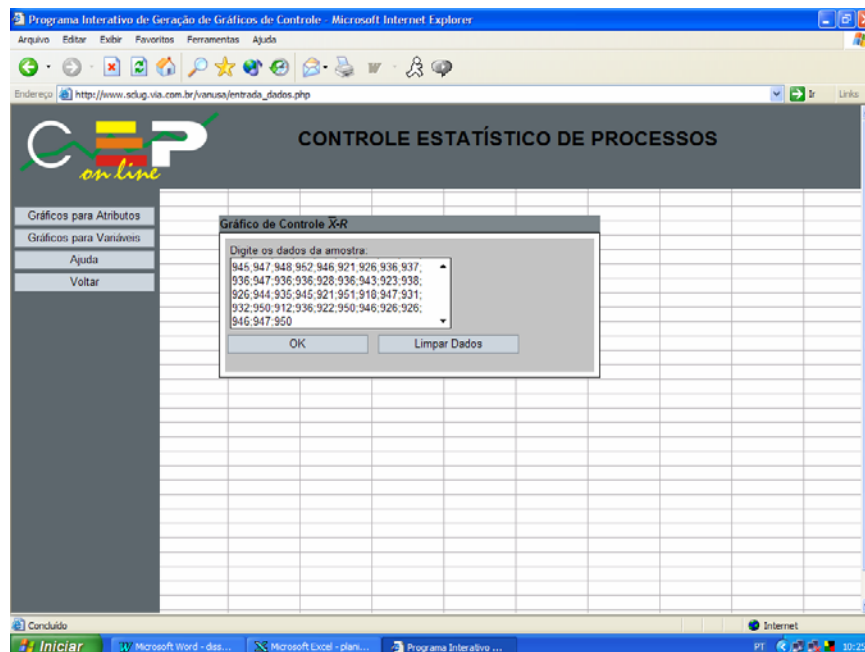 Programa Interativo de Geração de Gráficos de Controle - Microsoft Internet Explorer
Arquivo Editar Exibir Favoritos Ferramentas Ajuda
Endereço http://www.sclug.via.com.br/vanusa/entrada_dados.php Ir Links
CEP
on line
CONTROLE ESTATÍSTICO DE PROCESSOS
Gráficos para Atributos
Gráficos para Variáveis
Ajuda
Voltar
Gráfico de Controle X̅-R
Digite os dados da amostra:
945;947;948;952;946;921;926;936;937;
936;947;936;936;928;936;943;923;938;
926;944;935;945;921;951;918;947;931;
932;950;912;936;922;950;946;926;926;
946;947;950
OK Limpar Dados
Concluído Internet
Iniciar Microsoft Word - diss... Microsoft Excel - plani... Programa Interativo ... PT